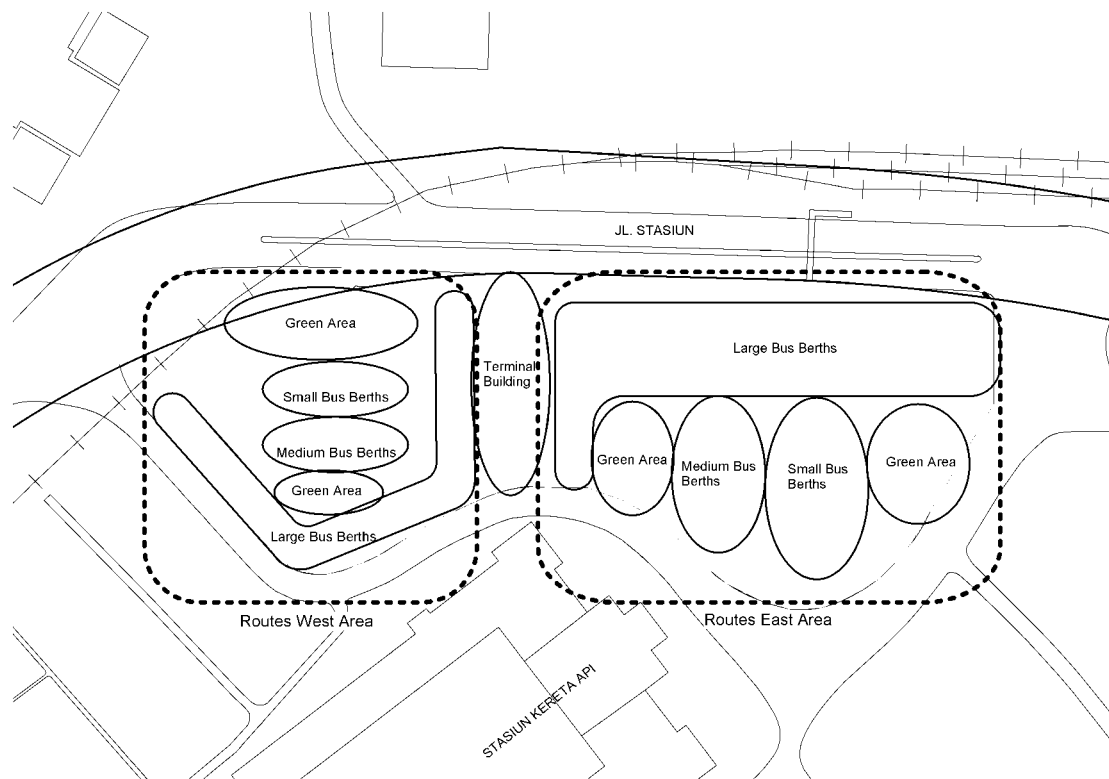 JL. STASIUN
Green Area
Small Bus Berths
Medium Bus Berths
Green Area
Large Bus Berths
Terminal
Building
Large Bus Berths
Green Area
Medium Bus
Berths
Small Bus
Berths
Green Area
Routes West Area
Routes East Area
STASIUN KERETA API